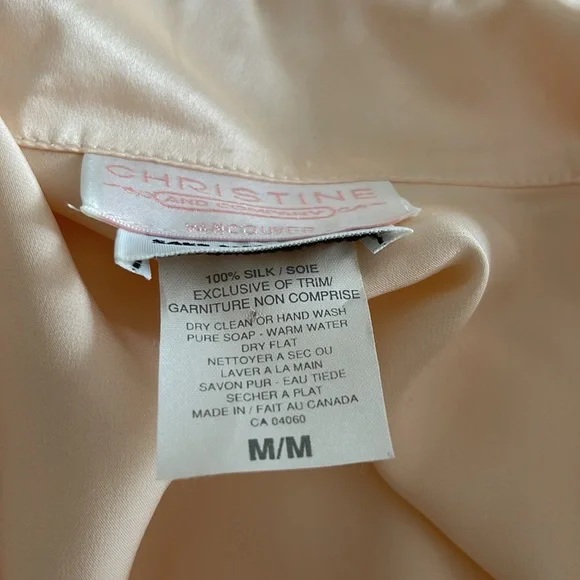 CHRISTINE
AND COMPANY
VANCOUVER
100% SILK / SOIE
EXCLUSIVE OF TRIM/
GARNITURE NON COMPRISE
DRY CLEAN OR HAND WASH
PURE SOAP - WARM WATER
DRY FLAT
NETTOYER A SEC OU
LAVER A LA MAIN
SAVON PUR - EAU TIEDE
SECHER A PLAT
MADE IN / FAIT AU CANADA
CA 04060
M/M